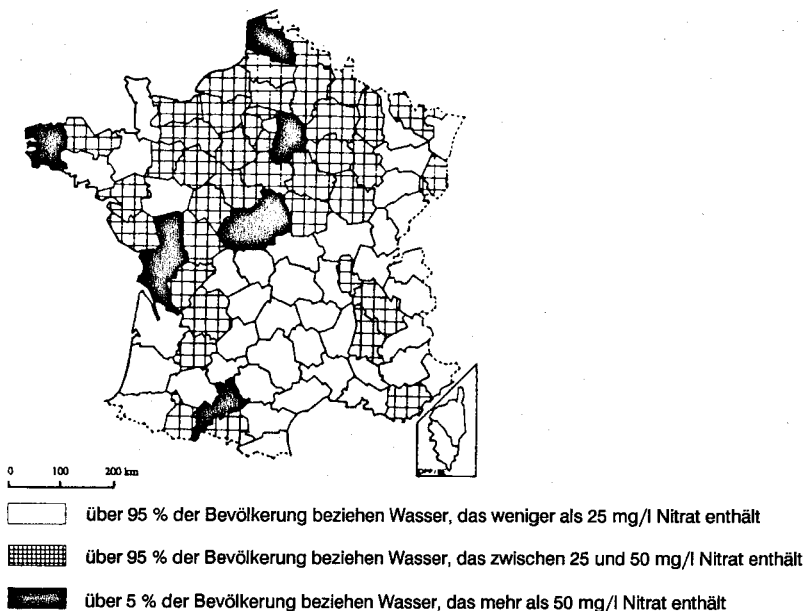 0 100 200 km
über 95 % der Bevölkerung beziehen Wasser, das weniger als 25 mg/l Nitrat enthält
über 95 % der Bevölkerung beziehen Wasser, das zwischen 25 und 50 mg/l Nitrat enthält
über 5 % der Bevölkerung beziehen Wasser, das mehr als 50 mg/l Nitrat enthält